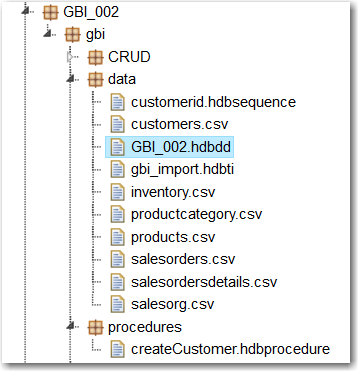 GBI_002
gbi
CRUD
data
customerid.hdbsequence
customers.csv
GBI_002.hdbdd
gbi_import.hdbti
inventory.csv
productcategory.csv
products.csv
salesorders.csv
salesordersdetails.csv
salesorg.csv
procedures
createCustomer.hdbprocedure